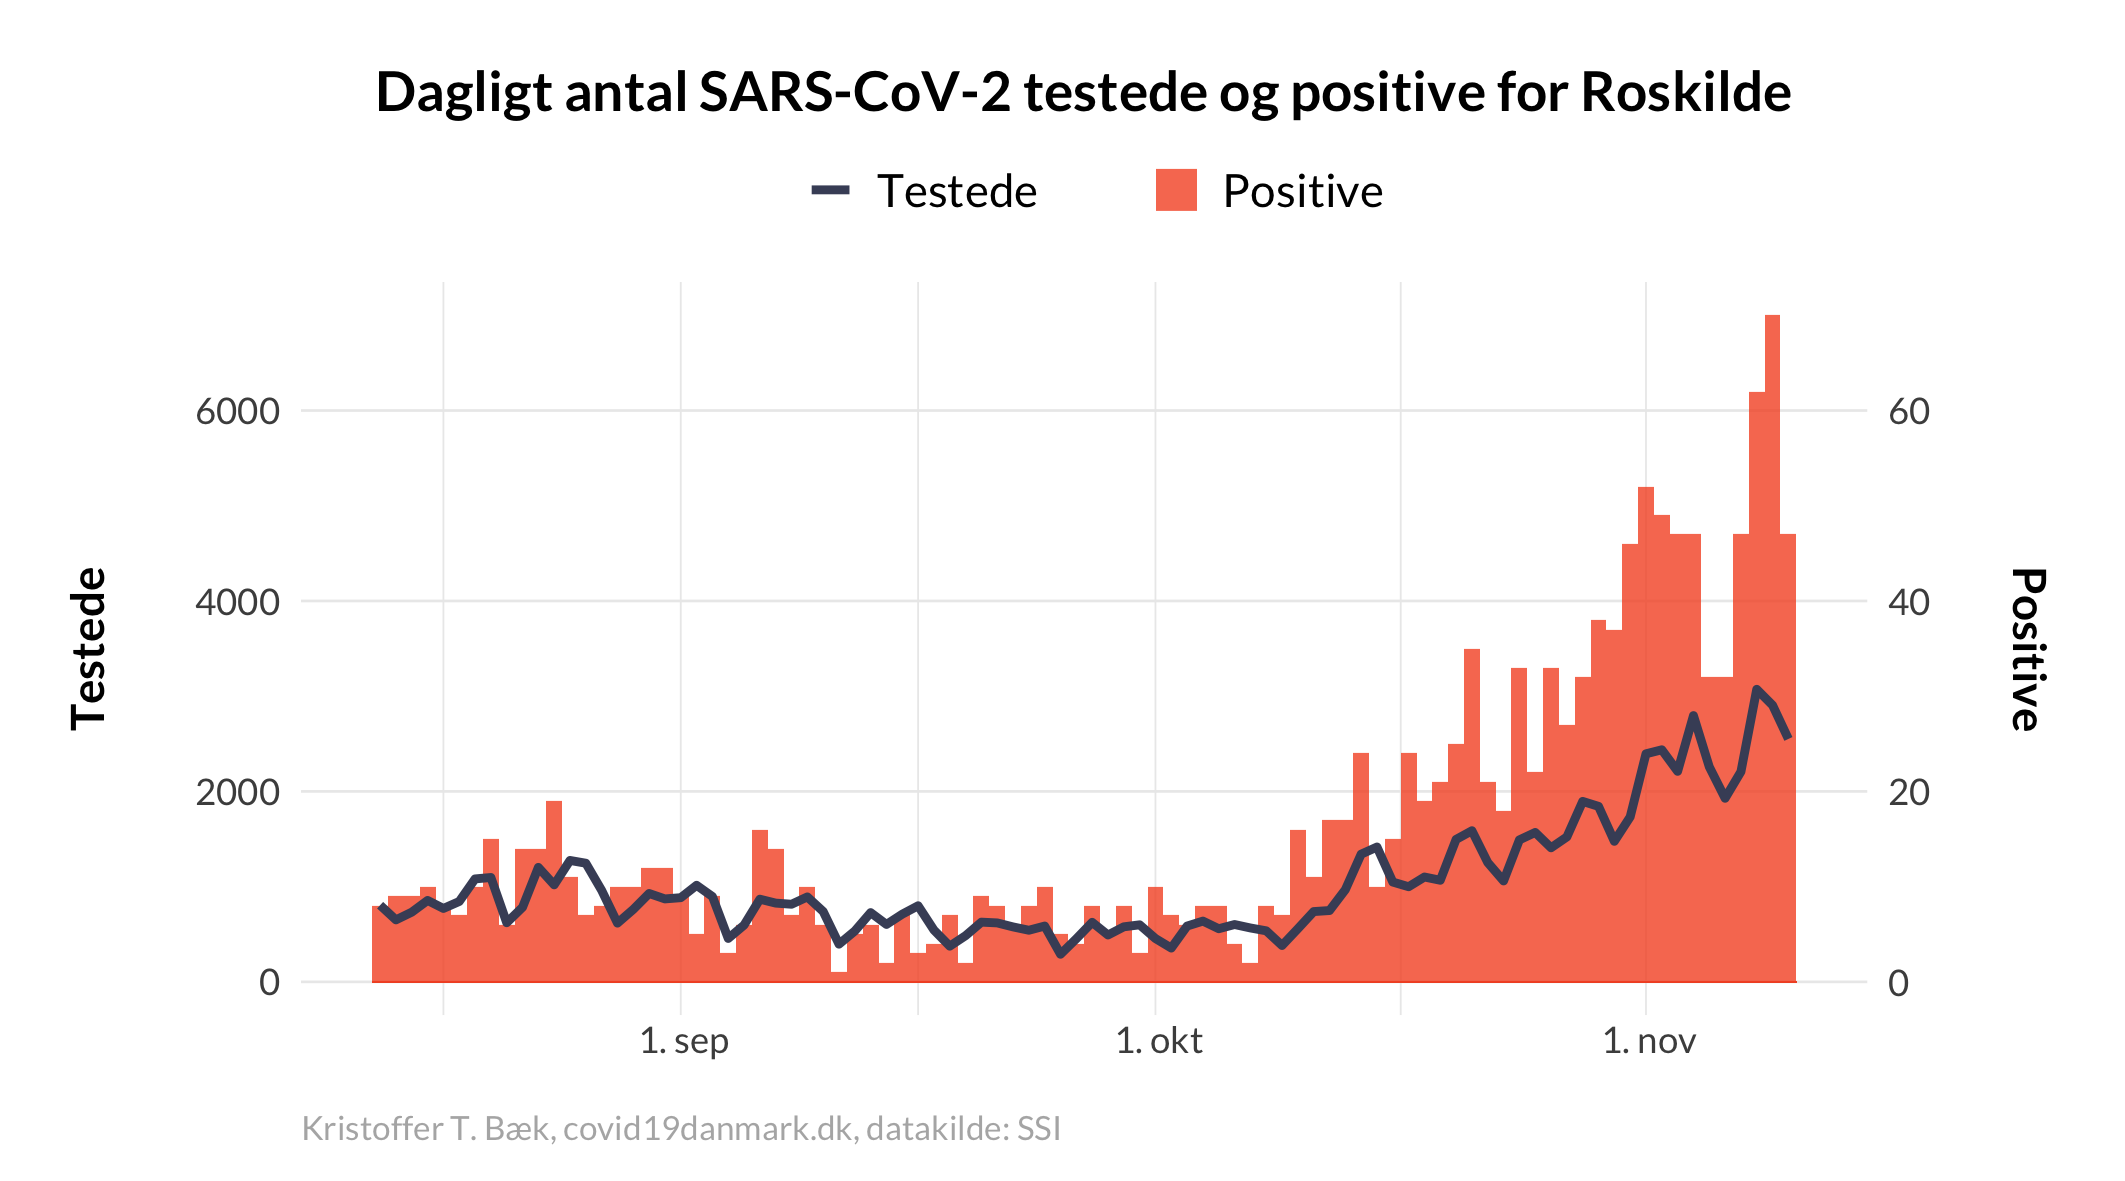 Dagligt antal SARS-CoV-2 testede og positive for Roskilde
Testede
Positive
Testede
6000
4000
2000
0
60
40
20
0
Positive
1. sep
1. okt
1. nov
Kristoffer T. Bæk, covid19danmark.dk, datakilde: SSI